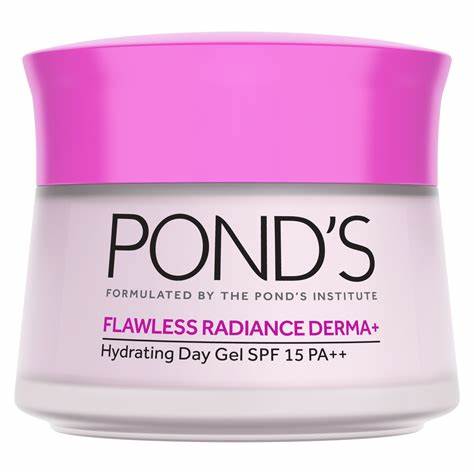 POND'S
FORMULATED BY THE POND'S INSTITUTE
FLAWLESS RADIANCE DERMA+
Hydrating Day Gel SPF 15 PA++